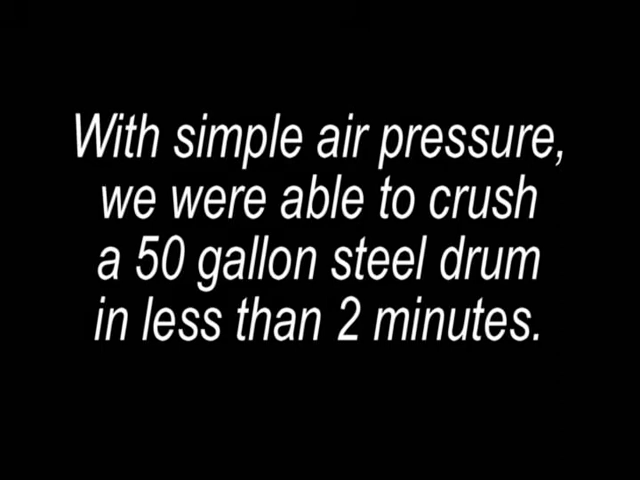 With simple air pressure,
we were able to crush
a 50 gallon steel drum
in less than 2 minutes.